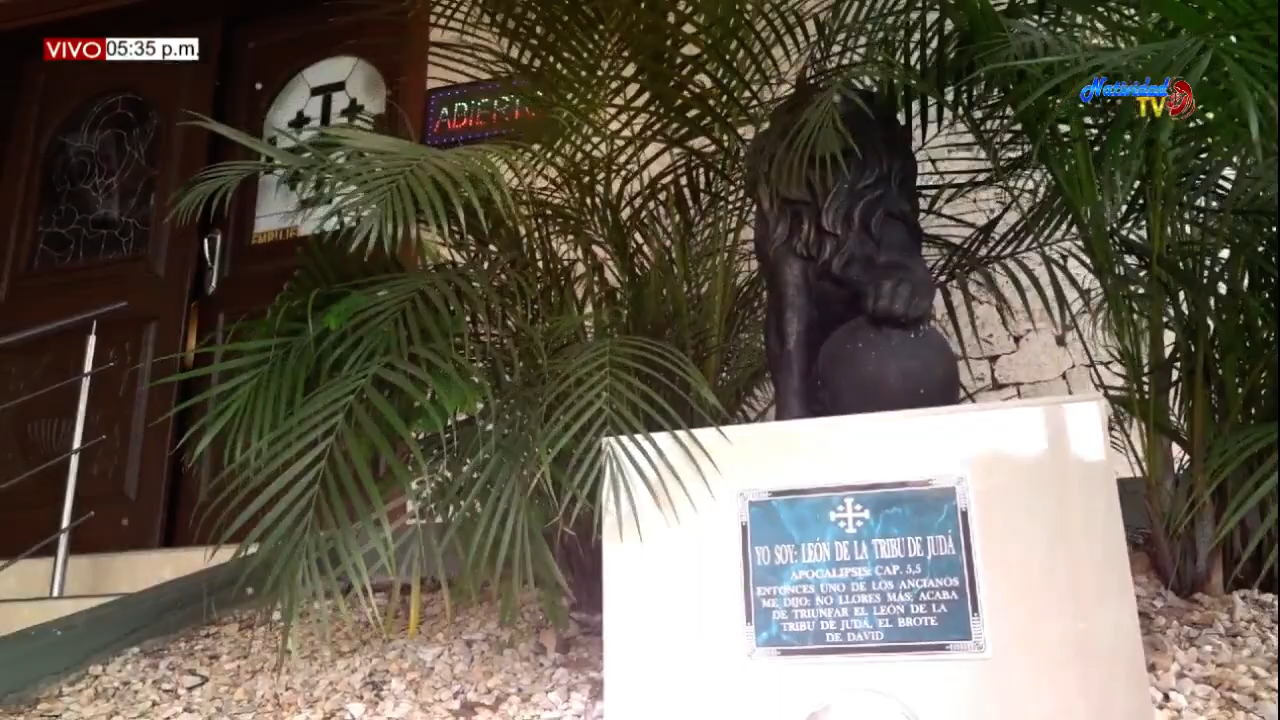 VIVO 05:35 p.m.
Natividad
TV
ABIERTO
EMPUJE
YO SOY: LEÓN DE LA TRIBU DE JUDÁ
APOCALIPSIS: CAP. 5,5
ENTONCES UNO DE LOS ANCIANOS
ME DIJO: NO LLORES MÁS; ACABA
DE TRIUNFAR EL LEÓN DE LA
TRIBU DE JUDÁ, EL BROTE
DE DAVID